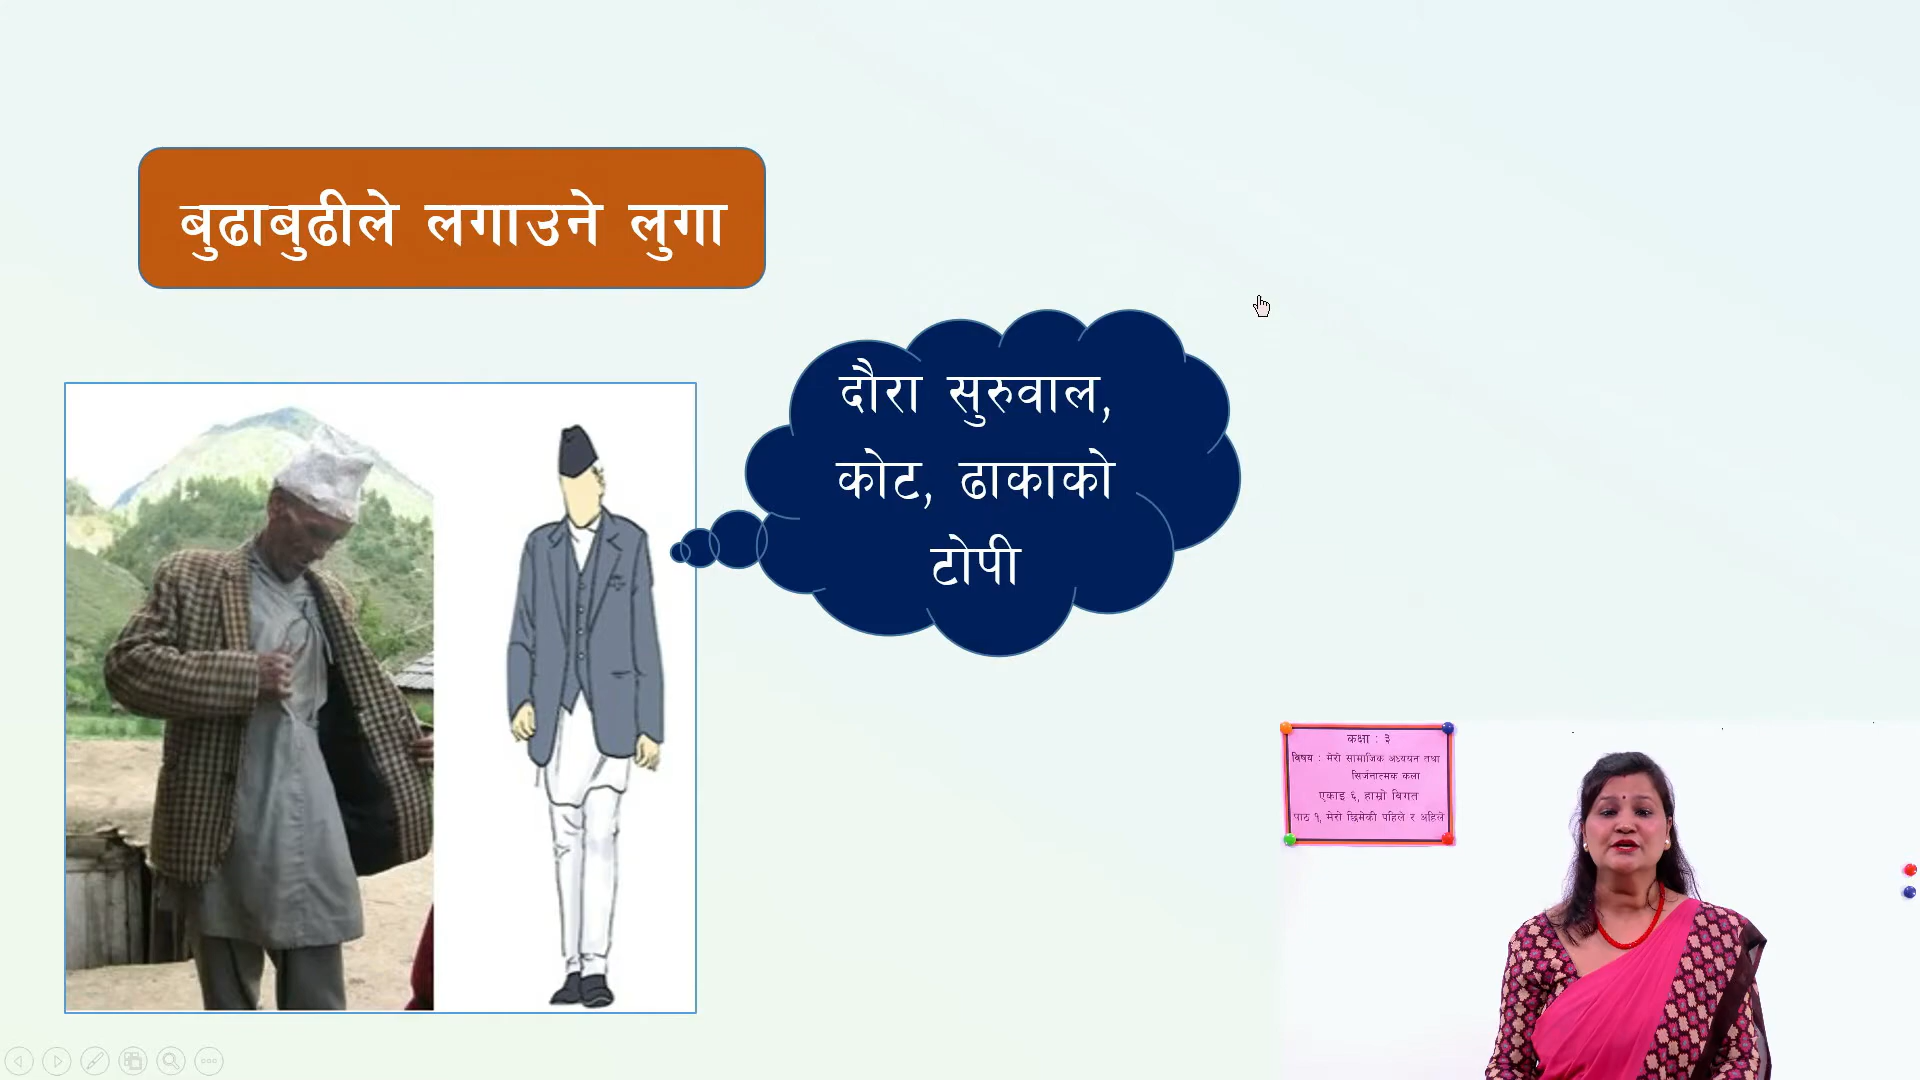 बुढाबुढीले लगाउने लुगा
दौरा सुरुवाल,
कोट, ढाकाको
टोपी
कक्षा : ३
विषय : मेरो सामाजिक अध्ययन तथा
सिर्जनात्मक कला
एकाइ ६, हाम्रो विगत
पाठ १, मेरो छिमेकी पहिले र अहिले